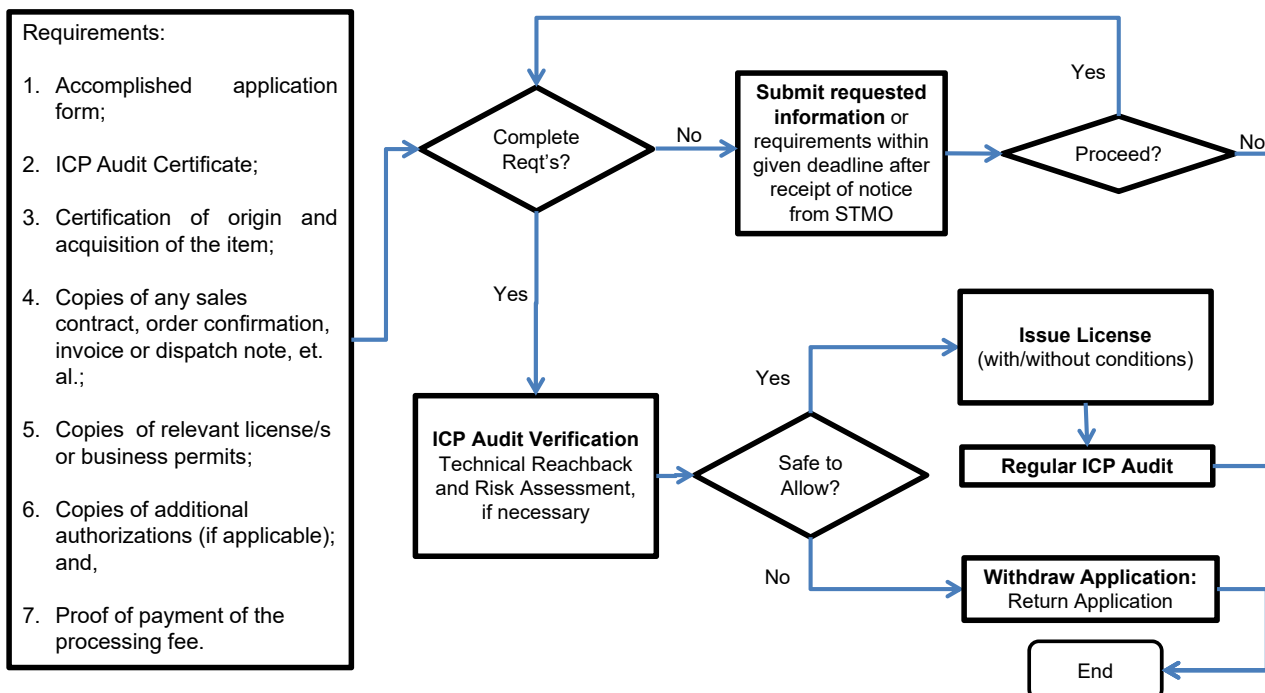 Requirements:
1. Accomplished application
form;
2. ICP Audit Certificate;
3. Certification of origin and
acquisition of the item;
4. Copies of any sales
contract, order confirmation,
invoice or dispatch note, et.
al.;
5. Copies of relevant license/s
or business permits;
6. Copies of additional
authorizations (if applicable);
and,
7. Proof of payment of the
processing fee.
Complete
Reqt's?
No
Submit requested
information or
requirements within
given deadline after
receipt of notice
from STMO
Yes
Proceed?
No
Yes
ICP Audit Verification
Technical Reachback
and Risk Assessment,
if necessary
Safe to
Allow?
Yes
Issue License
(with/without conditions)
Regular ICP Audit
No
Withdraw Application:
Return Application
End